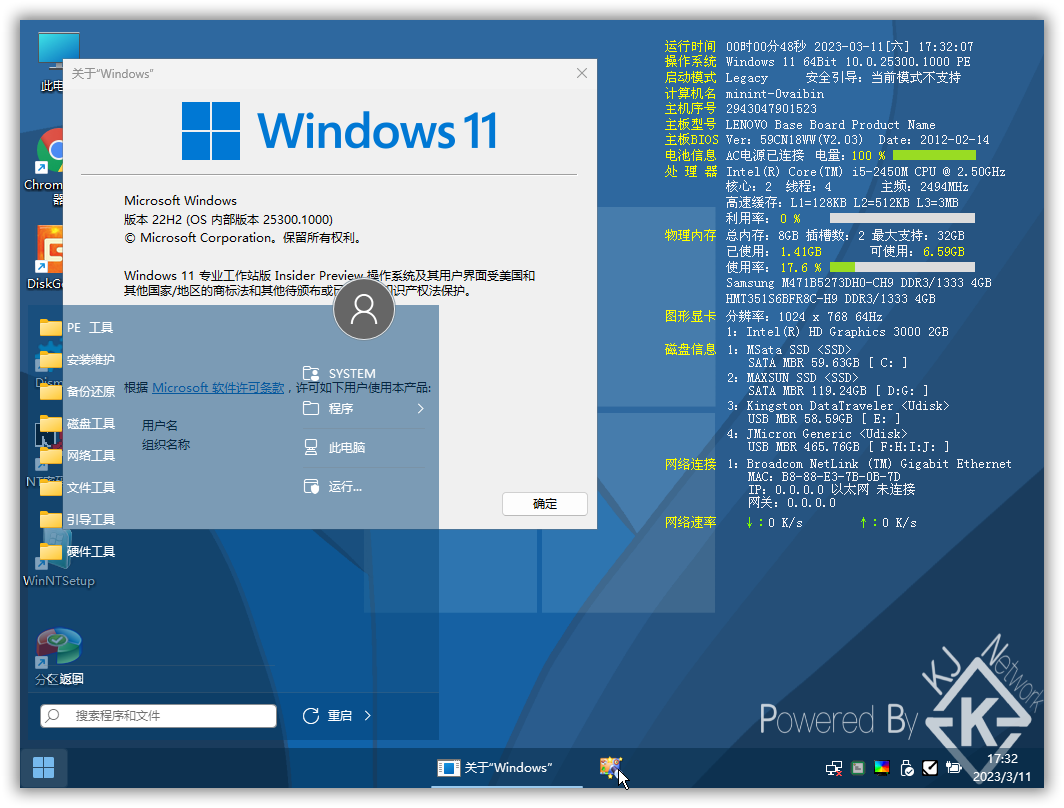 此电
Chrom
器
DiskGe
Dism
WinNTSetup
关于“Windows”
Windows 11
Microsoft Windows
版本 22H2 (OS 内部版本 25300.1000)
© Microsoft Corporation。保留所有权利。
Windows 11 专业工作站版 Insider Preview 操作系统及其用户界面受美国和
其他国家/地区的商标法和其他待颁布或已 识产权法保护。
根据 Microsoft 软件许可条款，许可如下用户使用本产品:
用户名
组织名称
确定
PE 工具
安装维护
备份还原
磁盘工具
网络工具
文件工具
引导工具
硬件工具
返回
SYSTEM
程序
此电脑
运行...
搜索程序和文件
重启
运行时间 00时00分48秒 2023-03-11[六] 17:32:07
操作系统 Windows 11 64Bit 10.0.25300.1000 PE
启动模式 Legacy 安全引导: 当前模式不支持
计算机名 minint-0vaibin
主机序号 2943047901523
主板型号 LENOVO Base Board Product Name
主板BIOS Ver: 59CN18WW(V2.03) Date: 2012-02-14
电池信息 AC电源已连接 电量: 100 %
处 理 器 Intel(R) Core(TM) i5-2450M CPU @ 2.50GHz
核心: 2 线程: 4 主频: 2494MHz
高速缓存: L1=128KB L2=512KB L3=3MB
利用率: 0 %
物理内存 总内存: 8GB 插槽数: 2 最大支持: 32GB
已使用: 1.41GB 可使用: 6.59GB
使用率: 17.6 %
Samsung M471B5273DH0-CH9 DDR3/1333 4GB
HMT351S6BFR8C-H9 DDR3/1333 4GB
图形显卡 分辨率: 1024 x 768 64Hz
1: Intel(R) HD Graphics 3000 2GB
磁盘信息 1: MSata SSD <SSD>
SATA MBR 59.63GB [ C: ]
2: MAXSUN SSD <SSD>
SATA MBR 119.24GB [ D:G: ]
3: Kingston DataTraveler <Udisk>
USB MBR 58.59GB [ E: ]
4: JMicron Generic <Udisk>
USB MBR 465.76GB [ F:H:I:J: ]
网络连接 1: Broadcom NetLink (TM) Gigabit Ethernet
MAC: B8-88-E3-7B-0B-7D
IP: 0.0.0.0 以太网 未连接
网关: 0.0.0.0
网络速率 ↓:0 K/s ↑:0 K/s
Powered By
KJ Network
K
关于“Windows”
17:32
2023/3/11